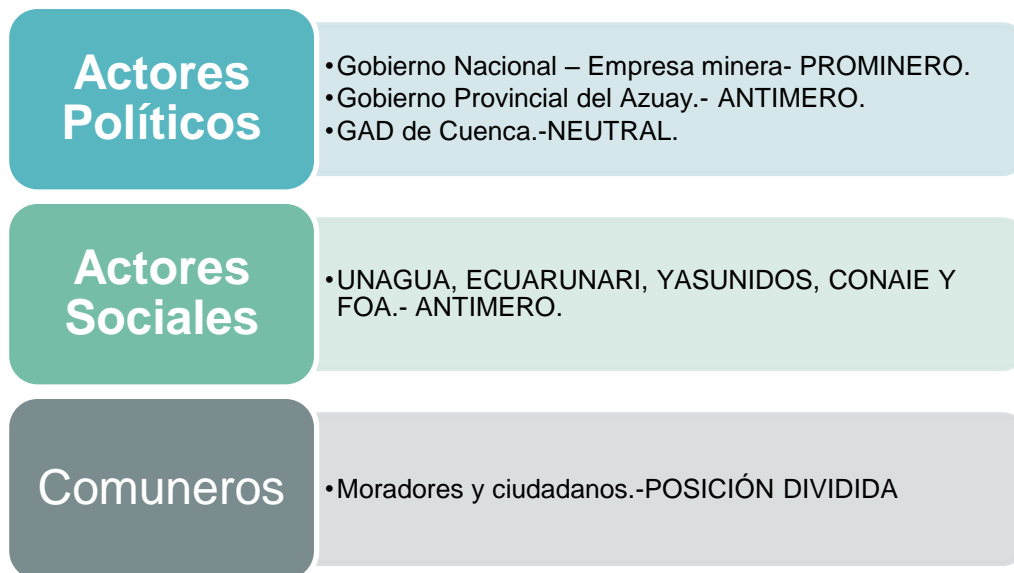 Actores
Políticos
•Gobierno Nacional – Empresa minera- PROMINERO.
•Gobierno Provincial del Azuay.- ANTIMERO.
•GAD de Cuenca.-NEUTRAL.
Actores
Sociales
•UNAGUA, ECUARUNARI, YASUNIDOS, CONAIE Y
FOA.- ANTIMERO.
Comuneros
•Moradores y ciudadanos.-POSICIÓN DIVIDIDA